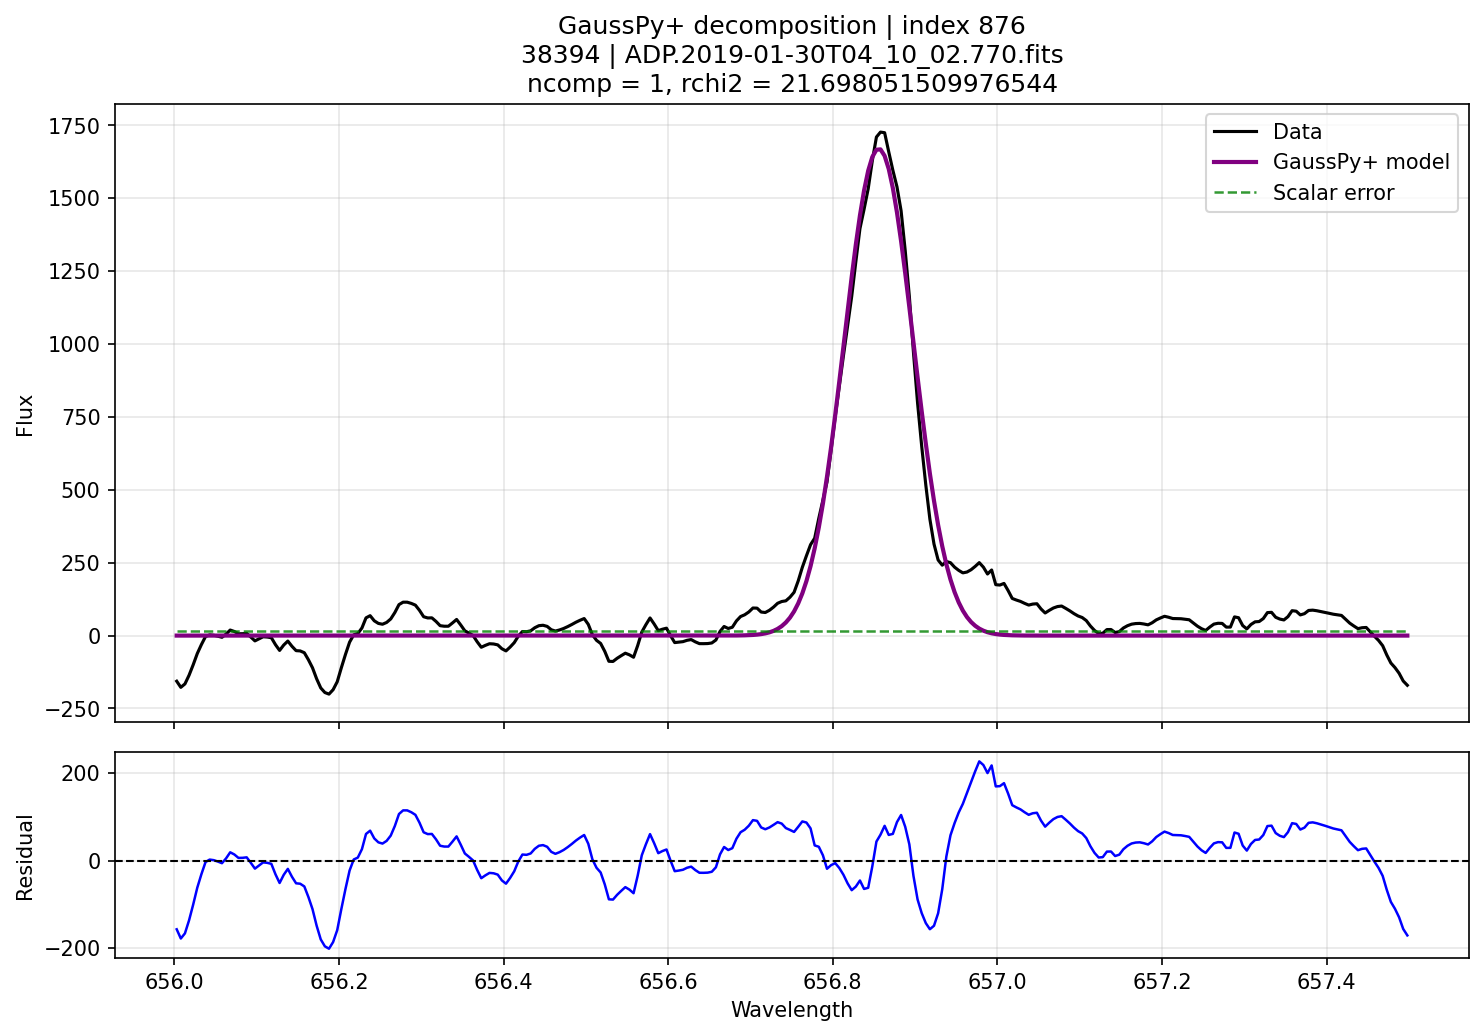 GaussPy+ decomposition | index 876
38394 | ADP.2019-01-30T04_10_02.770.fits
ncomp = 1, rchi2 = 21.698051509976544
Data
GaussPy+ model
Scalar error
Flux
1750
1500
1250
1000
750
500
250
0
−250
Residual
200
0
−200
656.0 656.2 656.4 656.6 656.8 657.0 657.2 657.4
Wavelength